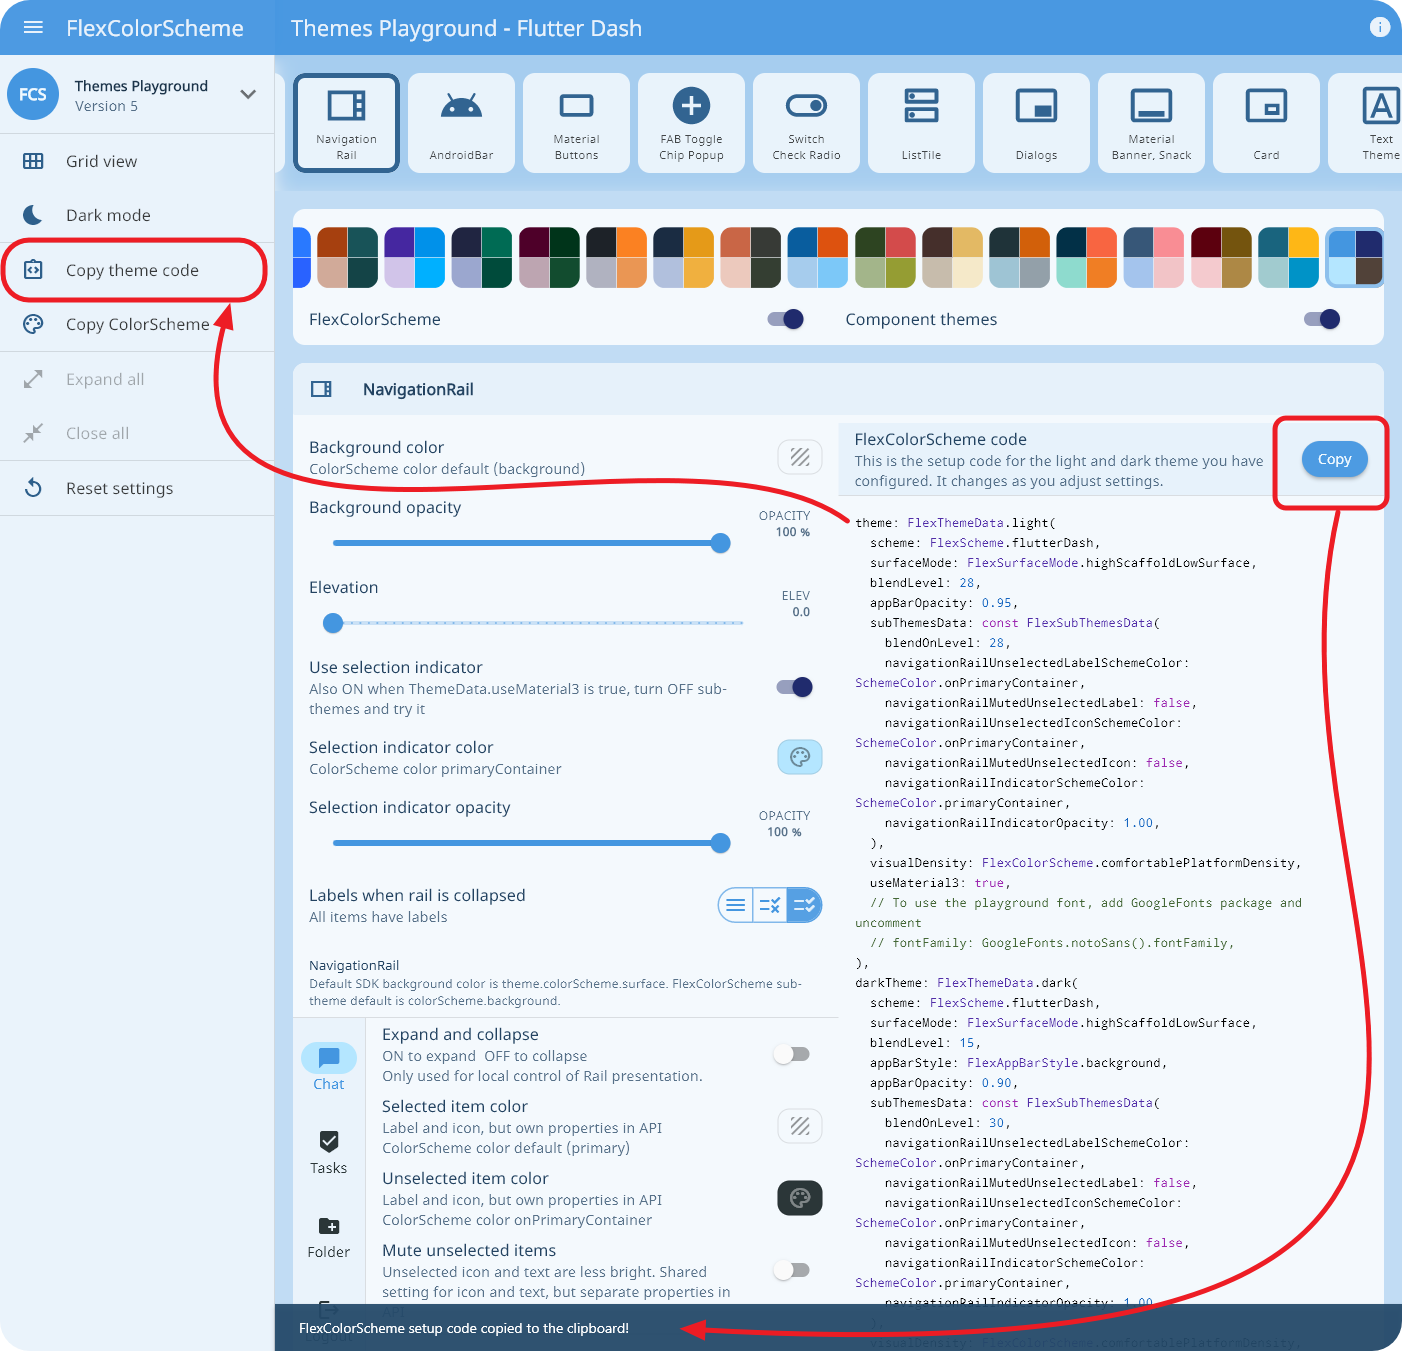 FlexColorScheme
Themes Playground - Flutter Dash
FCS
Themes Playground
Version 5
Grid view
Dark mode
Copy theme code
Copy ColorScheme
Expand all
Close all
Reset settings
Navigation
Rail
AndroidBar
Material
Buttons
FAB Toggle
Chip Popup
Switch
Check Radio
ListTile
Dialogs
Material
Banner, Snack
Card
Text
Theme
FlexColorScheme
Component themes
NavigationRail
Background color
ColorScheme color default (background)
Background opacity
OPACITY
100 %
Elevation
ELEV
0.0
Use selection indicator
Also ON when ThemeData.useMaterial3 is true, turn OFF sub-
themes and try it
Selection indicator color
ColorScheme color primaryContainer
Selection indicator opacity
OPACITY
100 %
Labels when rail is collapsed
All items have labels
NavigationRail
Default SDK background color is theme.colorScheme.surface. FlexColorScheme sub-
theme default is colorScheme.background.
Chat
Tasks
Folder
Expand and collapse
ON to expand  OFF to collapse
Only used for local control of Rail presentation.
Selected item color
Label and icon, but own properties in API
ColorScheme color default (primary)
Unselected item color
Label and icon, but own properties in API
ColorScheme color onPrimaryContainer
Mute unselected items
Unselected icon and text are less bright. Shared
setting for icon and text, but separate properties in
API
FlexColorScheme code
This is the setup code for the light and dark theme you have
configured. It changes as you adjust settings.
Copy
theme: FlexThemeData.light(
scheme: FlexScheme.flutterDash,
surfaceMode: FlexSurfaceMode.highScaffoldLowSurface,
blendLevel: 28,
appBarOpacity: 0.95,
subThemesData: const FlexSubThemesData(
blendOnLevel: 28,
navigationRailUnselectedLabelSchemeColor:
SchemeColor.onPrimaryContainer,
navigationRailMutedUnselectedLabel: false,
navigationRailUnselectedIconSchemeColor:
SchemeColor.onPrimaryContainer,
navigationRailMutedUnselectedIcon: false,
navigationRailIndicatorSchemeColor:
SchemeColor.primaryContainer,
navigationRailIndicatorOpacity: 1.00,
),
visualDensity: FlexColorScheme.comfortablePlatformDensity,
useMaterial3: true,
// To use the playground font, add GoogleFonts package and
uncomment
// fontFamily: GoogleFonts.notoSans().fontFamily,
),
darkTheme: FlexThemeData.dark(
scheme: FlexScheme.flutterDash,
surfaceMode: FlexSurfaceMode.highScaffoldLowSurface,
blendLevel: 15,
appBarStyle: FlexAppBarStyle.background,
appBarOpacity: 0.90,
subThemesData: const FlexSubThemesData(
blendOnLevel: 30,
navigationRailUnselectedLabelSchemeColor:
SchemeColor.onPrimaryContainer,
navigationRailMutedUnselectedLabel: false,
navigationRailUnselectedIconSchemeColor:
SchemeColor.onPrimaryContainer,
navigationRailMutedUnselectedIcon: false,
navigationRailIndicatorSchemeColor:
SchemeColor.primaryContainer,
navigationRailIndicatorOpacity: 1.00,
),
visualDensity: FlexColorScheme.comfortablePlatformDensity,
FlexColorScheme setup code copied to the clipboard!